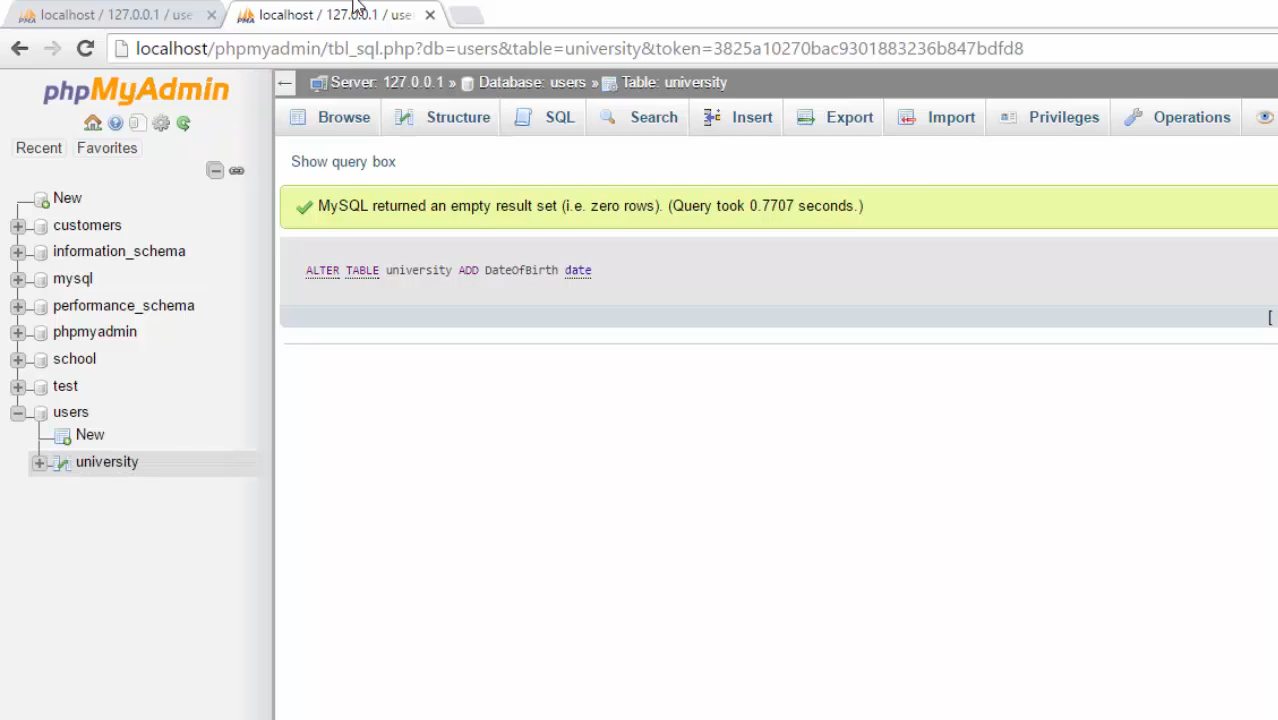 localhost / 127.0.0.1 / use
localhost / 127.0.0.1 / use
localhost/phpmyadmin/tbl_sql.php?db=users&table=university&token=3825a10270bac9301883236b847bdfd8
phpMyAdmin
Recent
Favorites
New
customers
information_schema
mysql
performance_schema
phpmyadmin
school
test
users
New
university
Server: 127.0.0.1 » Database: users » Table: university
Browse
Structure
SQL
Search
Insert
Export
Import
Privileges
Operations
Show query box
MySQL returned an empty result set (i.e. zero rows). (Query took 0.7707 seconds.)
ALTER TABLE university ADD DateOfBirth date
[